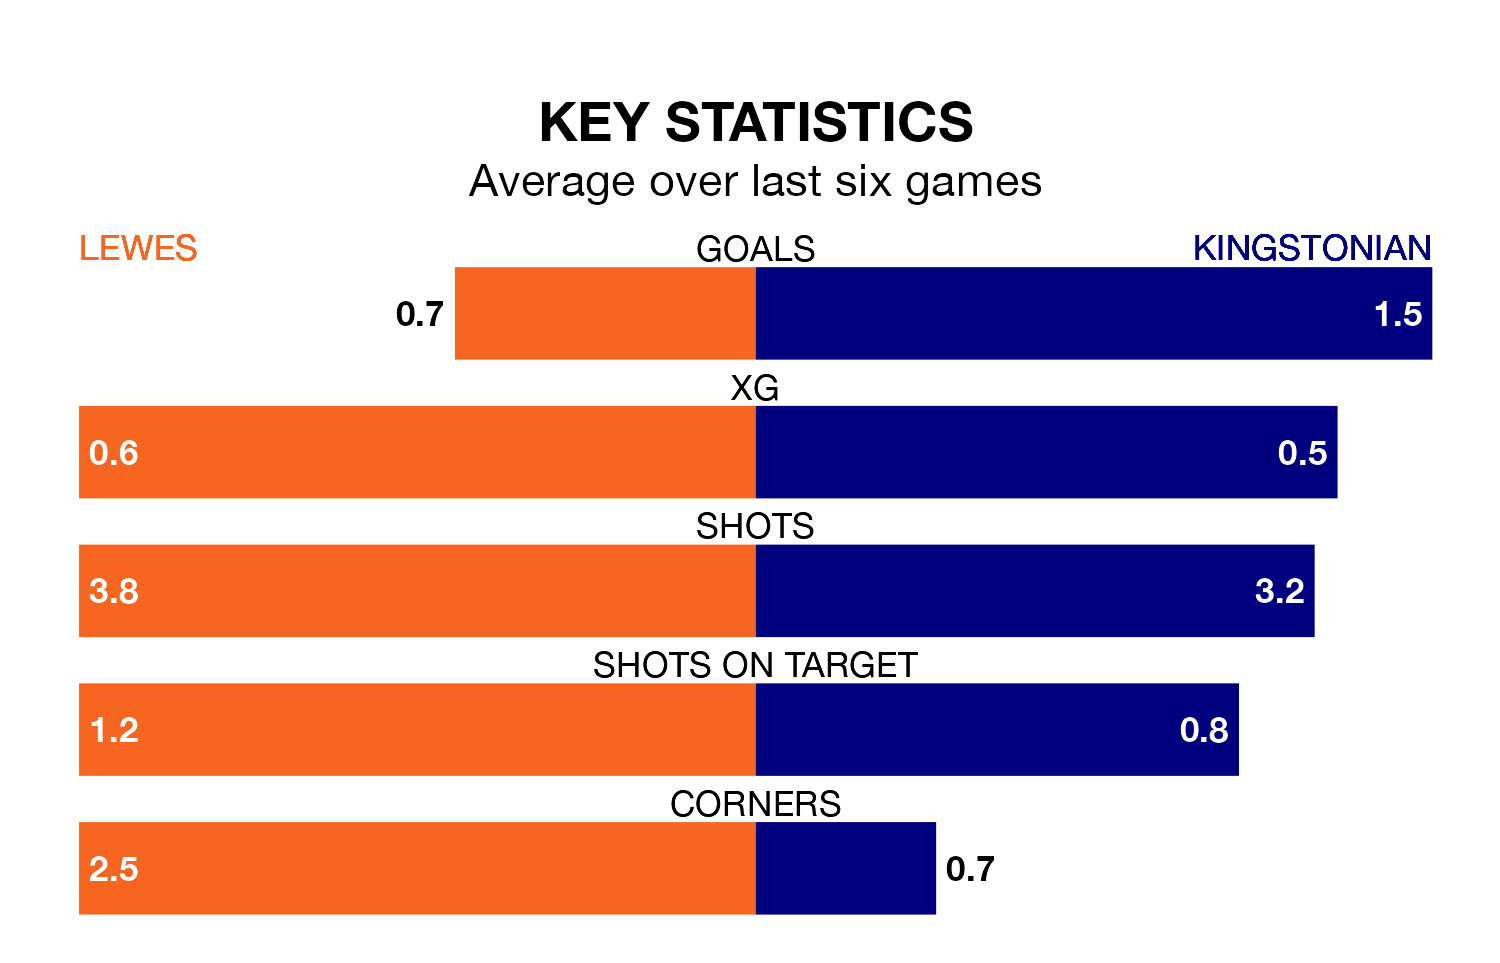 KEY STATISTICS
Average over last six games
LEWES GOALS KINGSTONIAN
0.7 1.5
XG
0.6 0.5
SHOTS
3.8 3.2
SHOTS ON TARGET
1.2 0.8
CORNERS
2.5 0.7